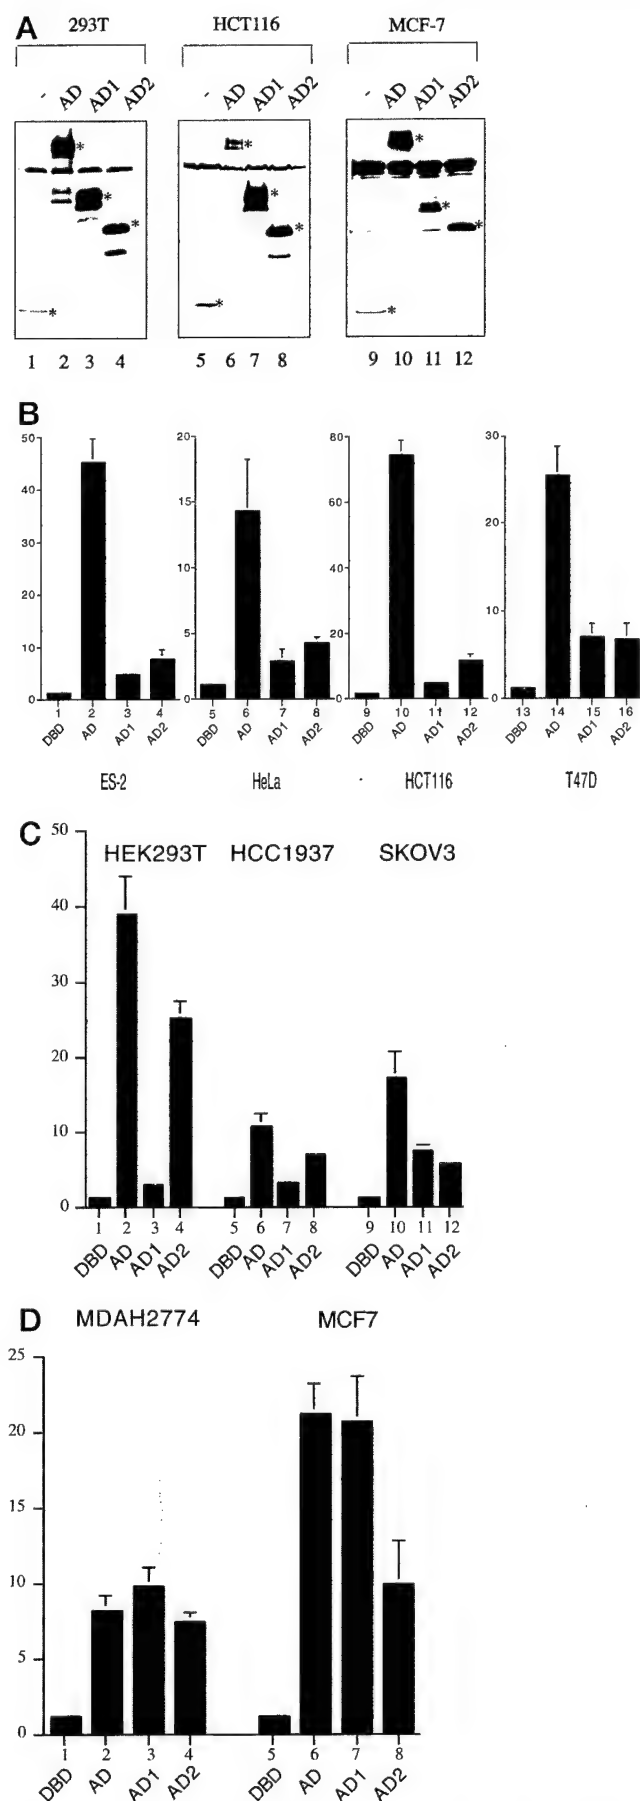 A
293T HCT116 MCF-7
- AD AD1 AD2 - AD AD1 AD2 - AD AD1 AD2
* * * * * * * * * * * *
1 2 3 4 5 6 7 8 9 10 11 12
B
50 40 30 20 10 0
20 15 10 5 0
80 60 40 20 0
30 20 10 0
1 2 3 4 5 6 7 8 9 10 11 12 13 14 15 16
DBD AD AD1 AD2 DBD AD AD1 AD2 DBD AD AD1 AD2 DBD AD AD1 AD2
ES-2 HeLa HCT116 T47D
C
HEK293T HCC1937 SKOV3
50
40
30
20
10
0
1 2 3 4 5 6 7 8 9 10 11 12
DBD AD AD1 AD2 DBD AD AD1 AD2 DBD AD AD1 AD2
D
MDAH2774 MCF7
25
20
15
10
5
0
1 2 3 4 5 6 7 8
DBD AD AD1 AD2 DBD AD AD1 AD2